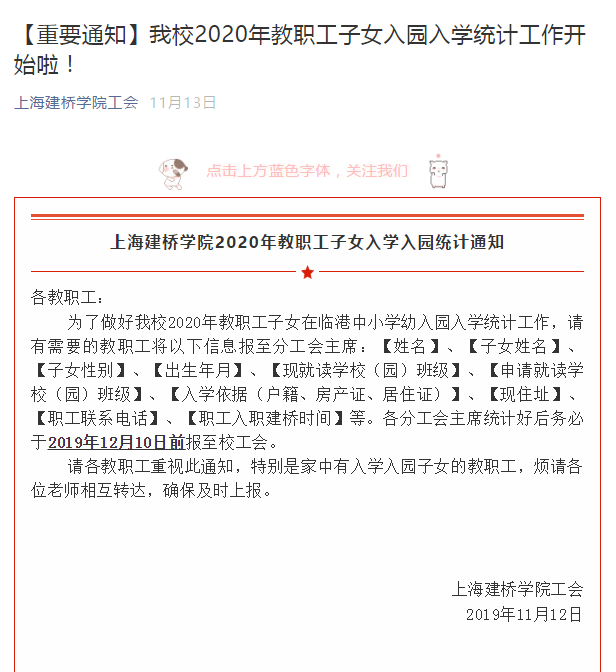 【重要通知】我校2020年教职工子女入园入学统计工作开
始啦！
上海建桥学院工会 11月13日
点击上方蓝色字体，关注我们
上海建桥学院2020年教职工子女入学入园统计通知
各教职工：
为了做好我校2020年教职工子女在临港中小学幼入园入学统计工作，请
有需要的教职工将以下信息报至分工会主席：【姓名】、【子女姓名】、
【子女性别】、【出生年月】、【现就读学校（园）班级】、【申请就读学
校（园）班级】、【入学依据（户籍、房产证、居住证）】、【现住址】、
【职工联系电话】、【职工入职建桥时间】等。各分工会主席统计好后务必
于2019年12月10日前报至校工会。
请各教职工重视此通知，特别是家中有入学入园子女的教职工，烦请各
位老师相互转达，确保及时上报。
上海建桥学院工会
2019年11月12日